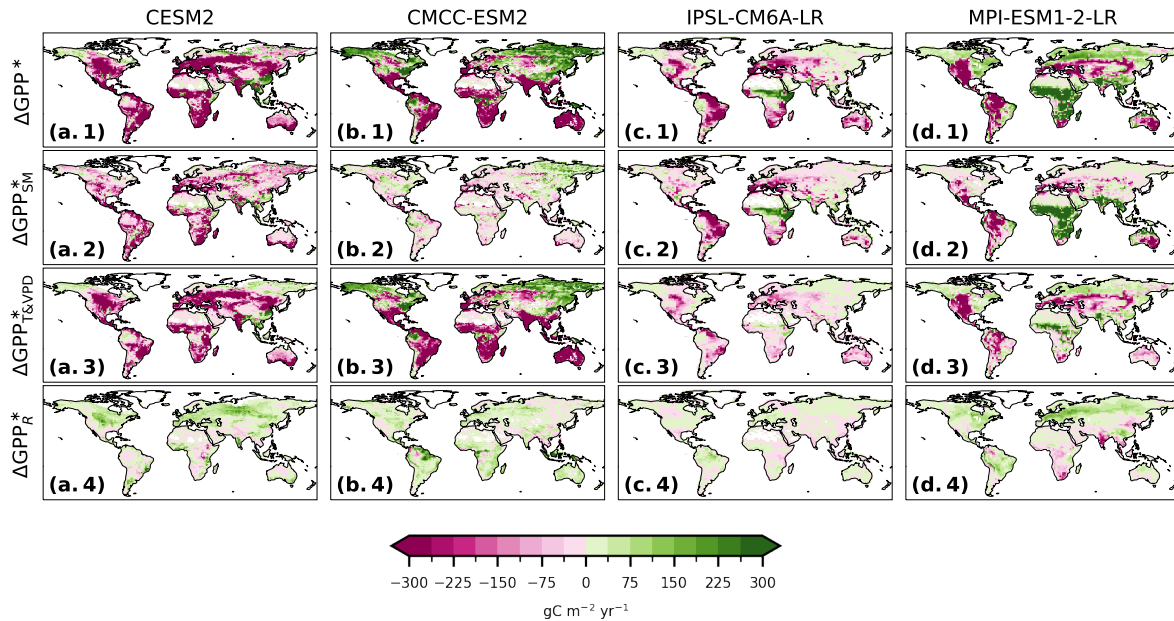 CESM2 CMCC-ESM2 IPSL-CM6A-LR MPI-ESM1-2-LR
ΔGPP*
(a.1) (b.1) (c.1) (d.1)
ΔGPP*SM
(a.2) (b.2) (c.2) (d.2)
ΔGPP*T&VPD
(a.3) (b.3) (c.3) (d.3)
ΔGPP*R
(a.4) (b.4) (c.4) (d.4)
−300 −225 −150 −75 0 75 150 225 300
gC m⁻² yr⁻¹